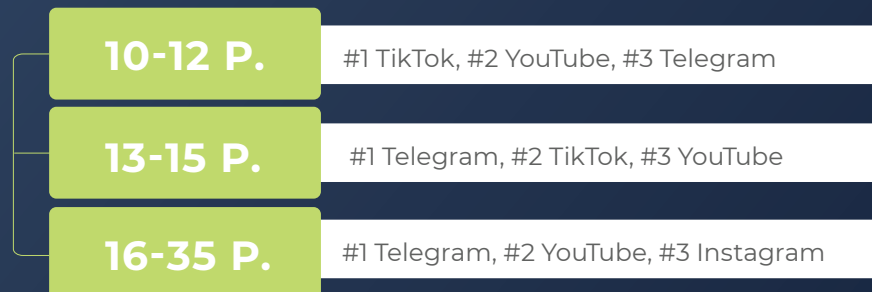 10-12 Р.
#1 TikTok, #2 YouTube, #3 Telegram
13-15 Р.
#1 Telegram, #2 TikTok, #3 YouTube
16-35 Р.
#1 Telegram, #2 YouTube, #3 Instagram